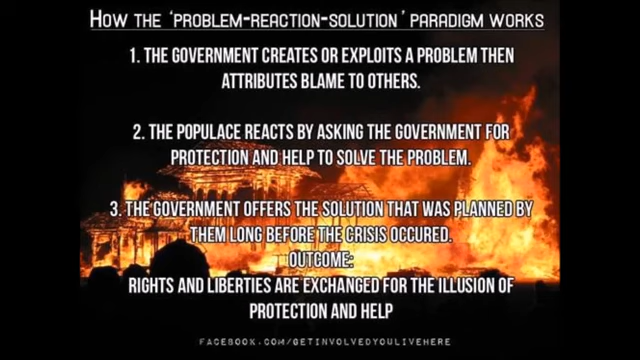 HOW THE 'PROBLEM-REACTION-SOLUTION' PARADIGM WORKS
1. THE GOVERNMENT CREATES OR EXPLOITS A PROBLEM THEN
ATTRIBUTES BLAME TO OTHERS.
2. THE POPULACE REACTS BY ASKING THE GOVERNMENT FOR
PROTECTION AND HELP TO SOLVE THE PROBLEM.
3. THE GOVERNMENT OFFERS THE SOLUTION THAT WAS PLANNED BY
THEM LONG BEFORE THE CRISIS OCCURED.
OUTCOME:
RIGHTS AND LIBERTIES ARE EXCHANGED FOR THE ILLUSION OF
PROTECTION AND HELP
FACEBOOK.COM/GETINVOLVEDYOULIVEHERE